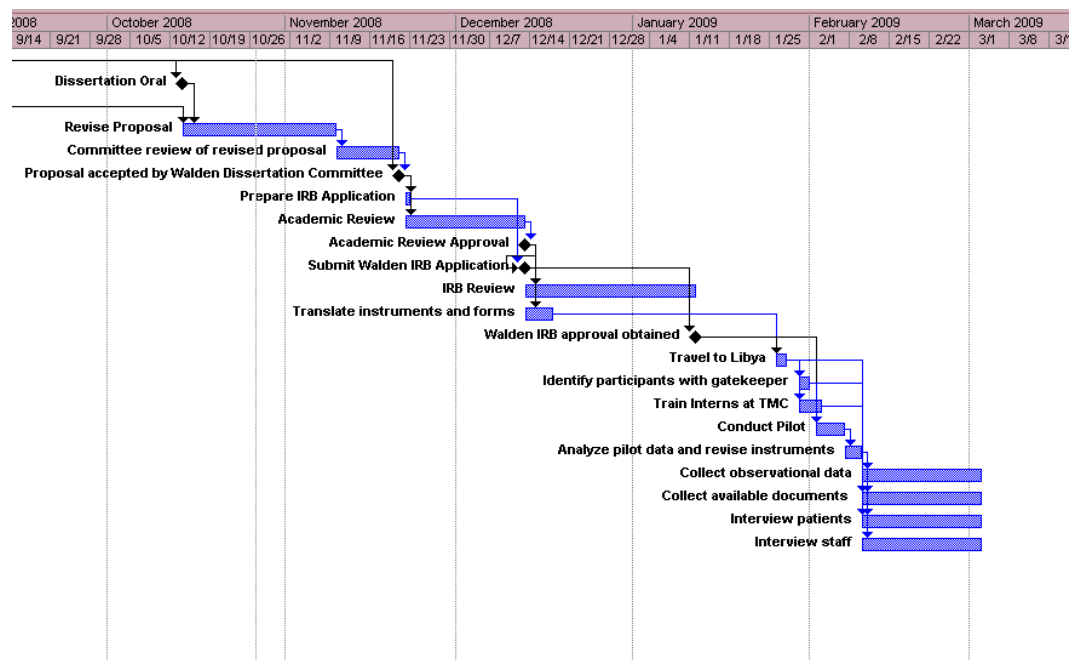 2008 October 2008 November 2008 December 2008 January 2009 February 2009 March 2009
9/14 9/21 9/28 10/5 10/12 10/19 10/26 11/2 11/9 11/16 11/23 11/30 12/7 12/14 12/21 12/28 1/4 1/11 1/18 1/25 2/1 2/8 2/15 2/22 3/1 3/8
Dissertation Oral
Revise Proposal
Committee review of revised proposal
Proposal accepted by Walden Dissertation Committee
Prepare IRB Application
Academic Review
Academic Review Approval
Submit Walden IRB Application
IRB Review
Translate instruments and forms
Walden IRB approval obtained
Travel to Libya
Identify participants with gatekeeper
Train Interns at TMC
Conduct Pilot
Analyze pilot data and revise instruments
Collect observational data
Collect available documents
Interview patients
Interview staff